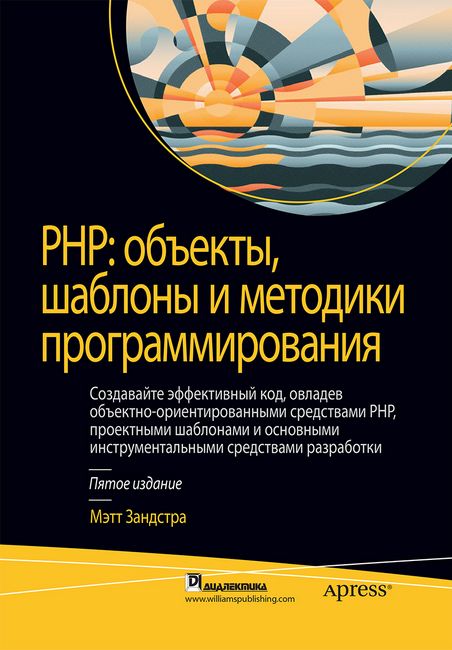 PHP: объекты,
шаблоны и методики
программирования
Создавайте эффективный код, овладев
объектно-ориентированными средствами PHP,
проектными шаблонами и основными
инструментальными средствами разработки
Пятое издание
Мэтт Зандстра
ДИАЛЕКТИКА
www.williamspublishing.com
Apress®